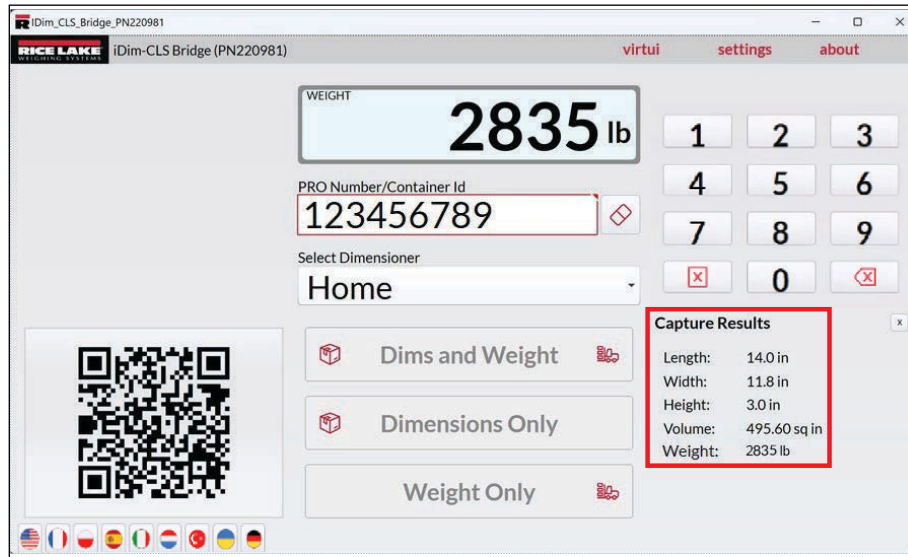 IDim_CLS_Bridge_PN220981
RICE LAKE
WEIGHING SYSTEMS
iDim-CLS Bridge (PN220981)
virtui
settings
about
WEIGHT
2835 lb
PRO Number/Container Id
123456789
Select Dimensioner
Home
Dims and Weight
Dimensions Only
Weight Only
1 2 3
4 5 6
7 8 9
0
Capture Results
x
Length: 14.0 in
Width: 11.8 in
Height: 3.0 in
Volume: 495.60 sq in
Weight: 2835 lb